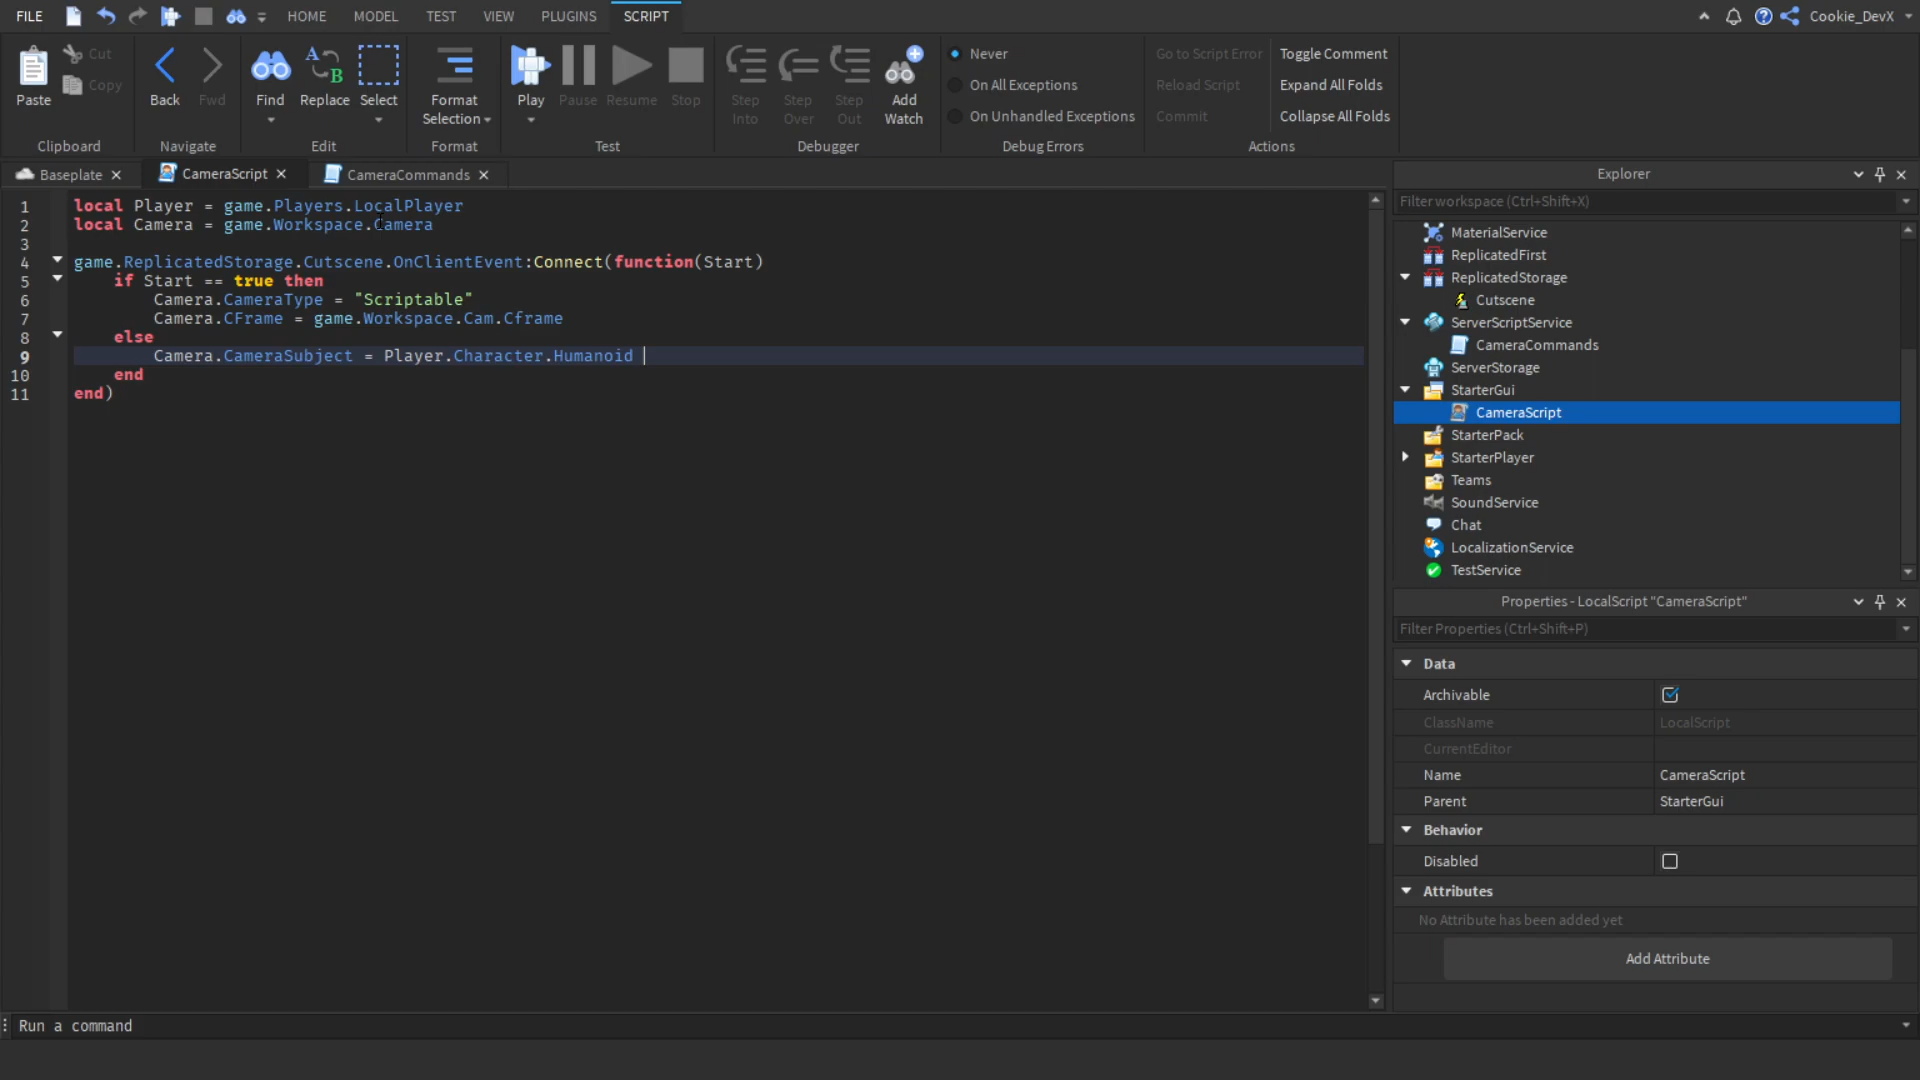 FILE HOME MODEL TEST VIEW PLUGINS SCRIPT Cookie_DevX
Paste Cut Copy Back Fwd Find Replace Select Format Selection Play Pause Resume Stop Step Into Step Over Step Out Add Watch
Never
On All Exceptions
On Unhandled Exceptions
Go to Script Error Toggle Comment
Reload Script Expand All Folds
Commit Collapse All Folds
Clipboard Navigate Edit Format Test Debugger Debug Errors Actions
Baseplate CameraScript CameraCommands
1 local Player = game.Players.LocalPlayer
2 local Camera = game.Workspace.Camera
3
4 game.ReplicatedStorage.Cutscene.OnClientEvent:Connect(function(Start)
5 if Start == true then
6 Camera.CameraType = "Scriptable"
7 Camera.CFrame = game.Workspace.Cam.Cframe
8 else
9 Camera.CameraSubject = Player.Character.Humanoid
10 end
11 end)
Explorer
Filter workspace (Ctrl+Shift+X)
MaterialService
ReplicatedFirst
ReplicatedStorage
Cutscene
ServerScriptService
CameraCommands
ServerStorage
StarterGui
CameraScript
StarterPack
StarterPlayer
Teams
SoundService
Chat
LocalizationService
TestService
Properties - LocalScript "CameraScript"
Filter Properties (Ctrl+Shift+P)
Data
Archivable
ClassName LocalScript
CurrentEditor
Name CameraScript
Parent StarterGui
Behavior
Disabled
Attributes
No Attribute has been added yet
Add Attribute
Run a command